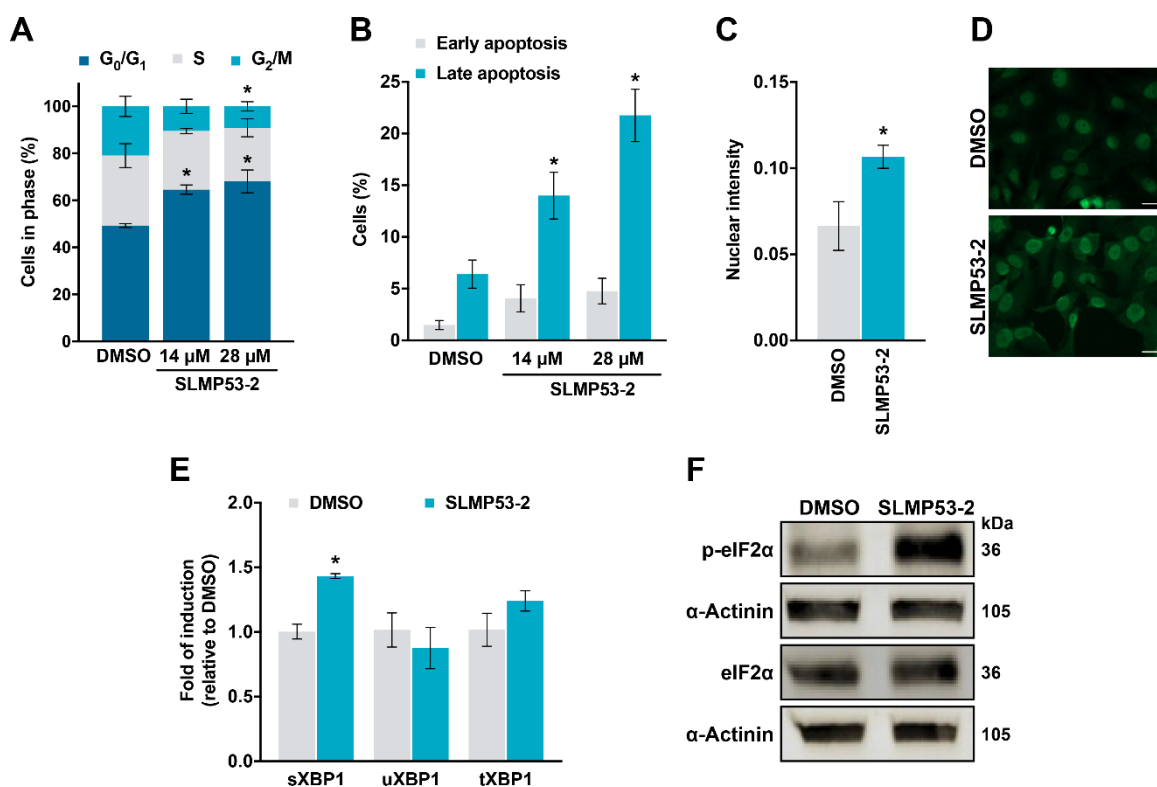 A
G0/G1 S G2/M
Cells in phase (%)
100
80
60
40
20
0
*
*
*
DMSO 14 µM 28 µM
SLMP53-2
B
Early apoptosis
Late apoptosis
Cells (%)
25
20
15
10
5
0
*
*
DMSO 14 µM 28 µM
SLMP53-2
C
Nuclear intensity
0.15
0.10
0.05
0.00
*
DMSO
SLMP53-2
D
DMSO
SLMP53-2
E
DMSO SLMP53-2
Fold of induction
(relative to DMSO)
2.0
1.5
1.0
0.5
0.0
*
sXBP1 uXBP1 tXBP1
F
DMSO SLMP53-2
kDa
p-eIF2α 36
α-Actinin 105
eIF2α 36
α-Actinin 105